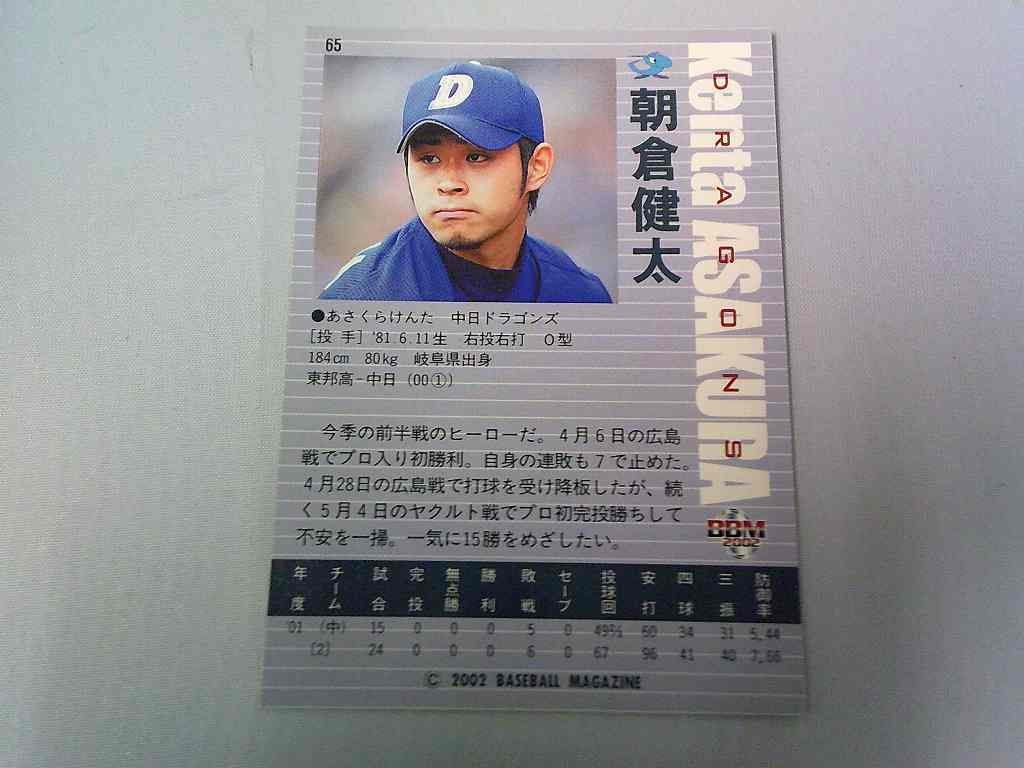 65
D
朝倉健太
Kenta ASAKURA
DRAGONS
●あさくらけんた 中日ドラゴンズ
[投 手] '81.6.11生 右投右打 O型
184cm 80kg 岐阜県出身
東邦高-中日(00①)
今季の前半戦のヒーローだ。4月6日の広島
戦でプロ入り初勝利。自身の連敗も7で止めた。
4月28日の広島戦で打球を受け降板したが、続
く5月4日のヤクルト戦でプロ初完投勝ちして
不安を一掃。一気に15勝をめざしたい。
BBM
2002
年度 チーム 試合 完投 無点勝 勝利 敗戦 セーブ 投球回 安打 四球 三振 防御率
'01 (中) 15 0 0 0 5 0 49⅔ 60 34 31 5.44
[2] 24 0 0 0 6 0 67 96 41 40 7.66
© 2002 BASEBALL MAGAZINE